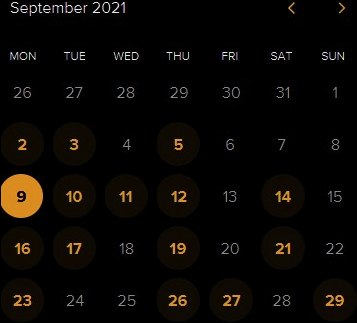 September 2021
MON TUE WED THU FRI SAT SUN
26 27 28 29 30 31 1
2 3 4 5 6 7 8
9 10 11 12 13 14 15
16 17 18 19 20 21 22
23 24 25 26 27 28 29